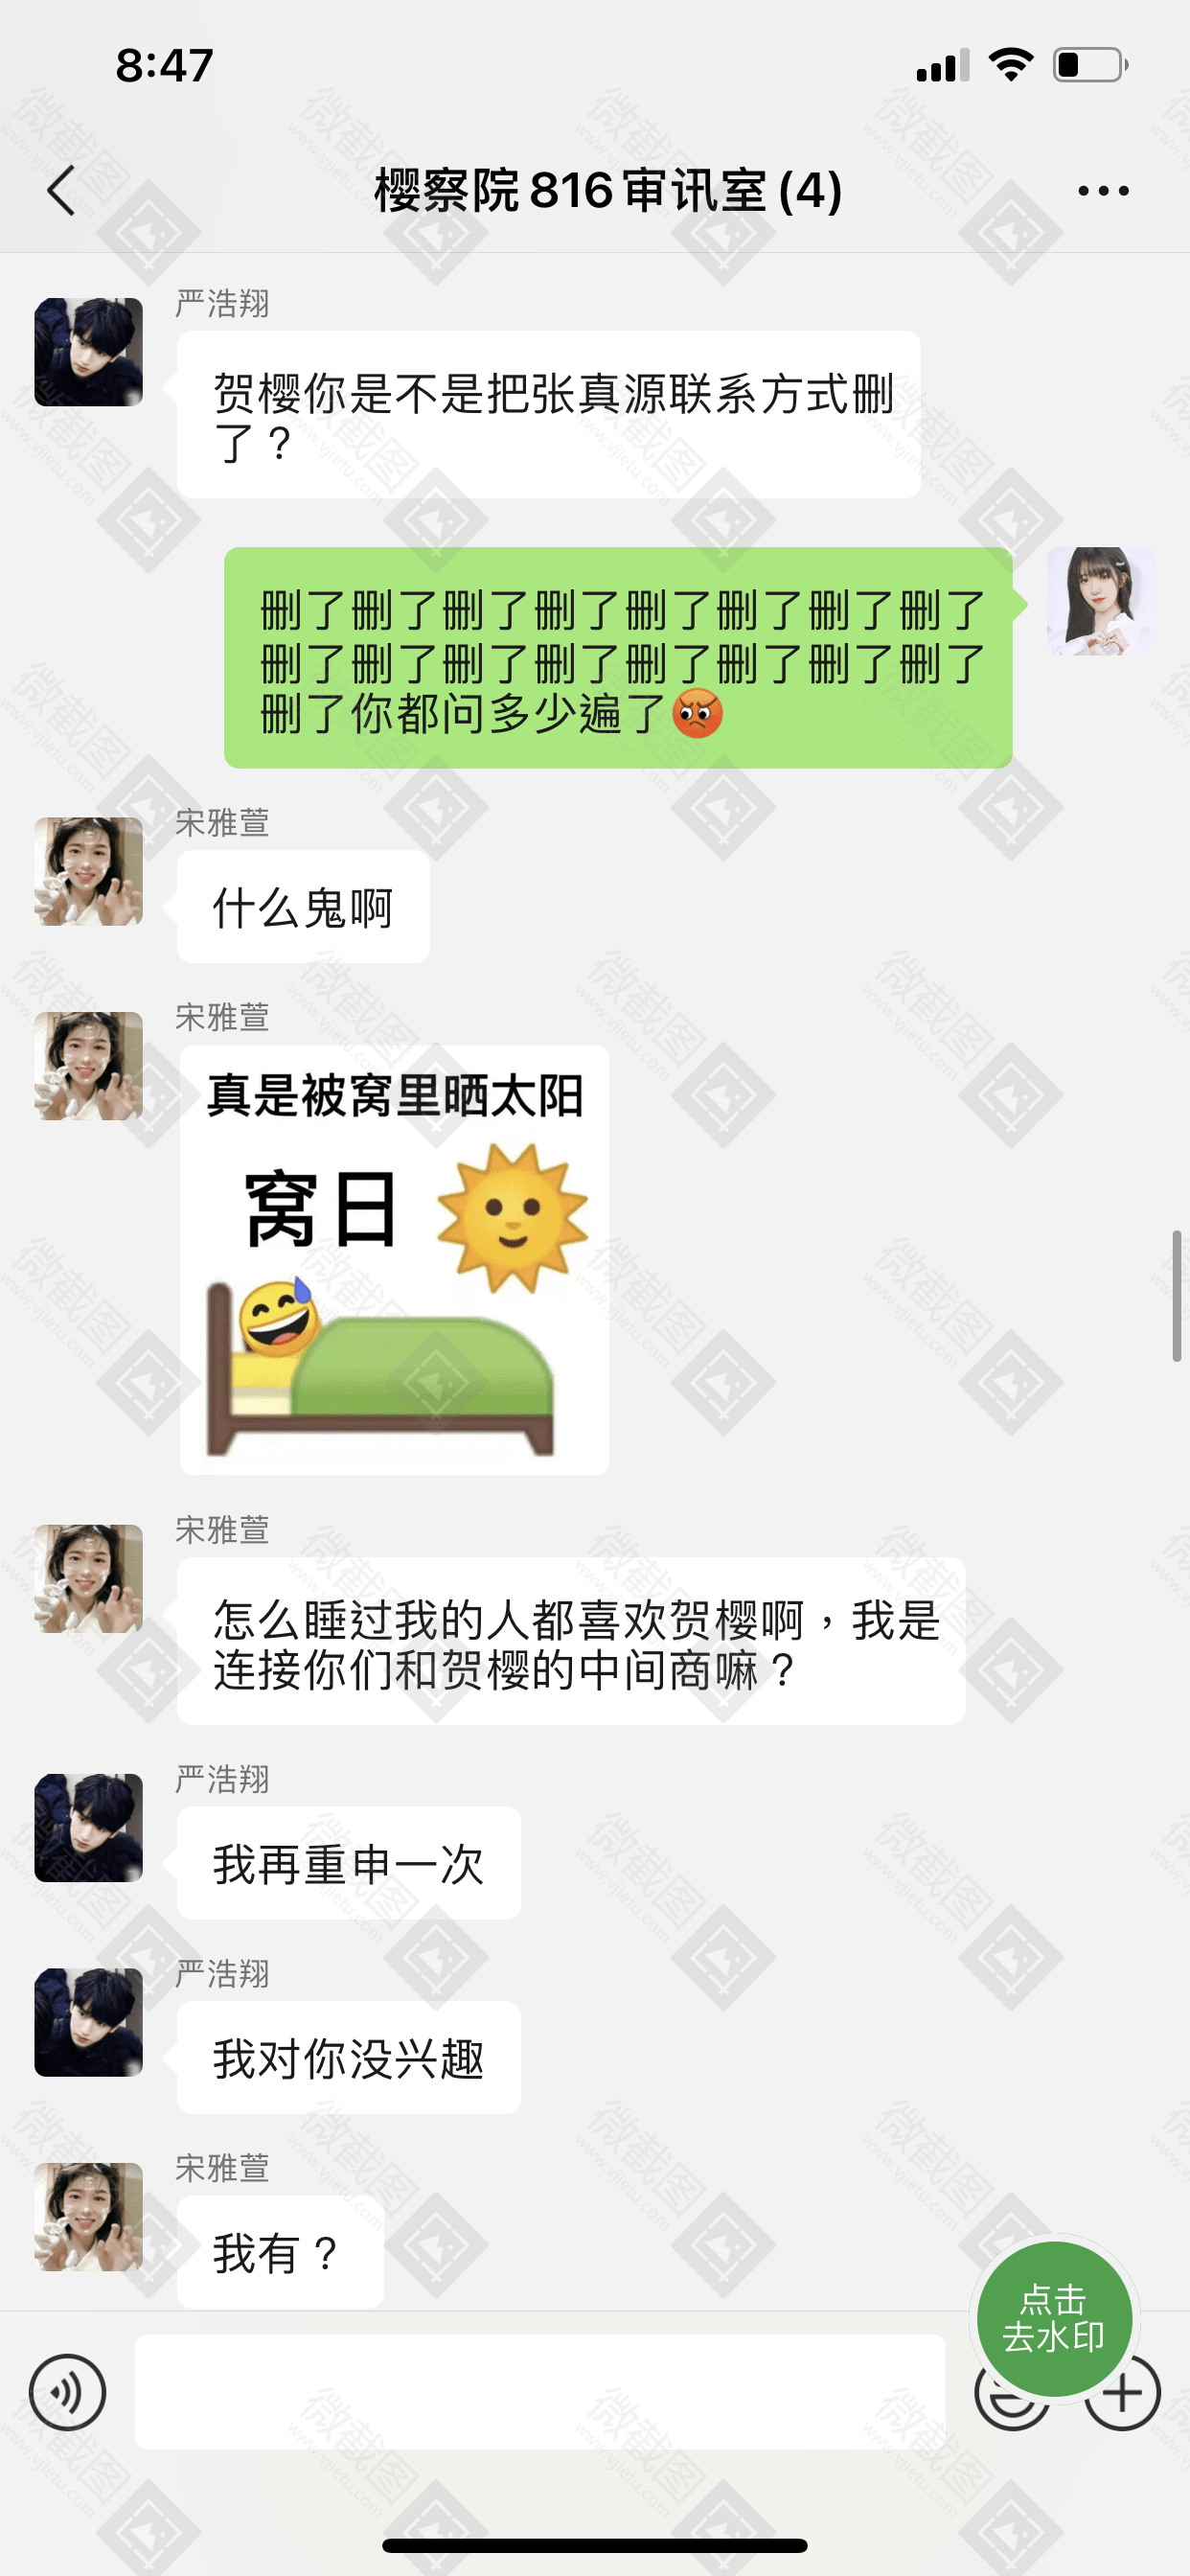 8:47
樱察院816审讯室(4)
严浩翔
贺樱你是不是把张真源联系方式删
了？
删了删了删了删了删了删了删了删了
删了删了删了删了删了删了删了删了
删了你都问多少遍了😡
宋雅萱
什么鬼啊
宋雅萱
真是被窝里晒太阳
窝日
宋雅萱
怎么睡过我的人都喜欢贺樱啊，我是
连接你们和贺樱的中间商嘛？
严浩翔
我再重申一次
严浩翔
我对你没兴趣
宋雅萱
我有？
点击
去水印
微截图
www.vjietu.com